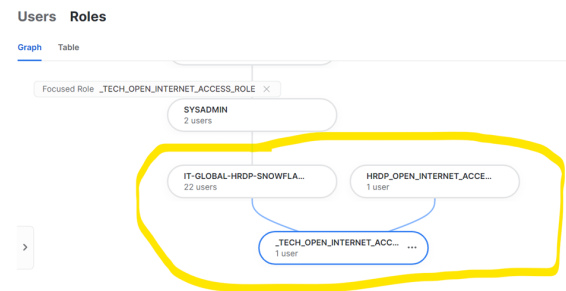 Users Roles
Graph Table
Focused Role _TECH_OPEN_INTERNET_ACCESS_ROLE ×
SYSADMIN
2 users
IT-GLOBAL-HRDP-SNOWFLA... HRDP_OPEN_INTERNET_ACCE...
22 users 1 user
_TECH_OPEN_INTERNET_ACC... ...
1 user